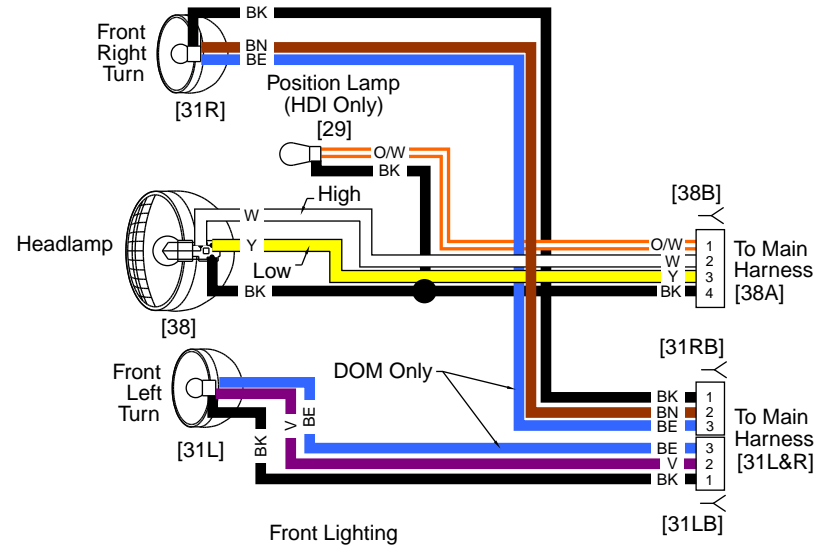 BK
Front
Right
Turn
BN
BE
[31R]
Position Lamp
(HDI Only)
[29]
O/W
BK
High
W
Headlamp
Y
Low
BK
[38]
[38B]
O/W 1
W 2
Y 3
BK 4
To Main
Harness
[38A]
Front
Left
Turn
[31L]
BK
V
BE
DOM Only
[31RB]
BK 1
BN 2
BE 3
BE 3
V 2
BK 1
To Main
Harness
[31L&R]
[31LB]
Front Lighting